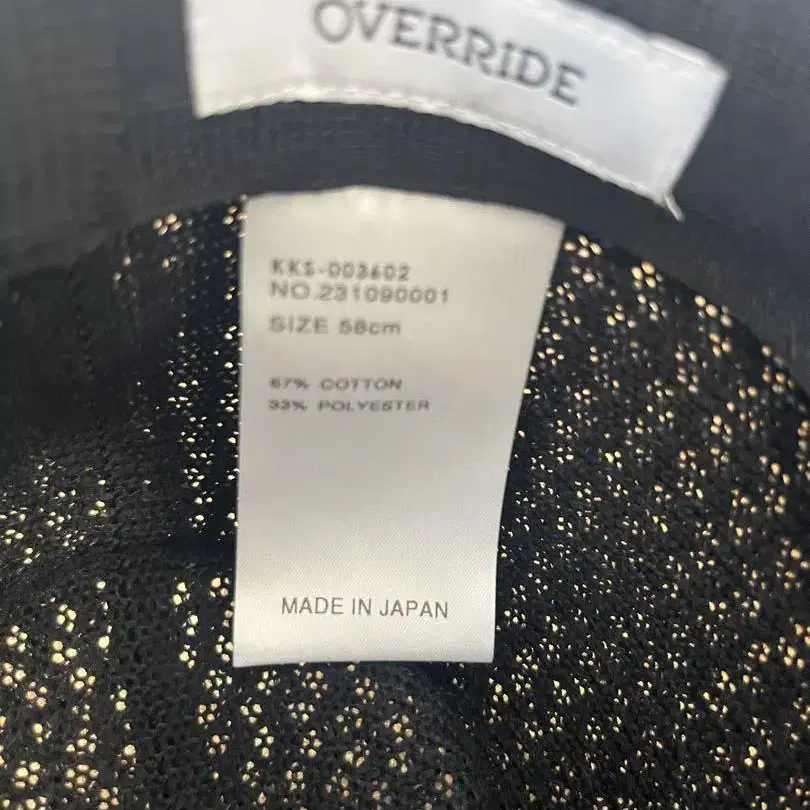 OVERRIDE
KKS-003602
NO.231090001
SIZE 58cm
67% COTTON
33% POLYESTER
MADE IN JAPAN